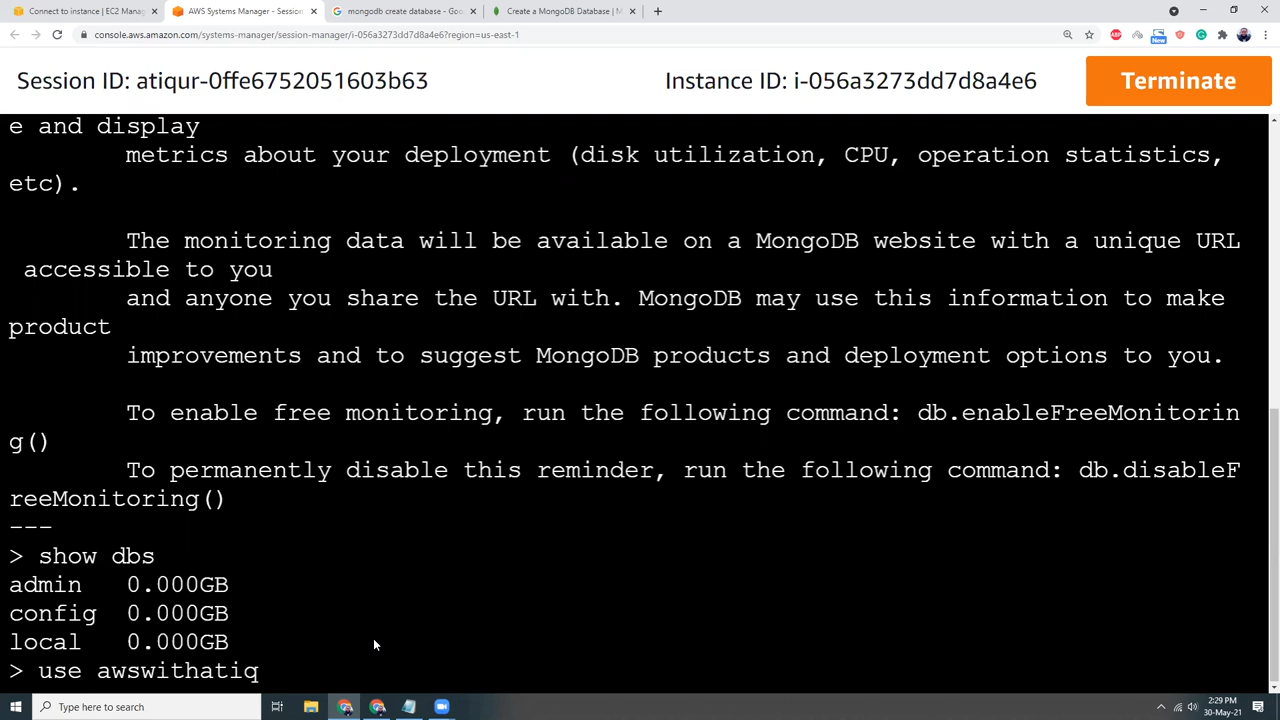 Connect to instance | EC2 Manag
AWS Systems Manager - Session
mongodb create database - Goo
Create a MongoDB Database | M
console.aws.amazon.com/systems-manager/session-manager/i-056a3273dd7d8a4e6?region=us-east-1
ABP
New
Session ID: atiqur-0ffe6752051603b63
Instance ID: i-056a3273dd7d8a4e6
Terminate
e and display
metrics about your deployment (disk utilization, CPU, operation statistics,
etc).
The monitoring data will be available on a MongoDB website with a unique URL
accessible to you
and anyone you share the URL with. MongoDB may use this information to make
product
improvements and to suggest MongoDB products and deployment options to you.
To enable free monitoring, run the following command: db.enableFreeMonitorin
g()
To permanently disable this reminder, run the following command: db.disableF
reeMonitoring()
---
> show dbs
admin 0.000GB
config 0.000GB
local 0.000GB
> use awswithatiq
Type here to search
2:29 PM
30-May-21